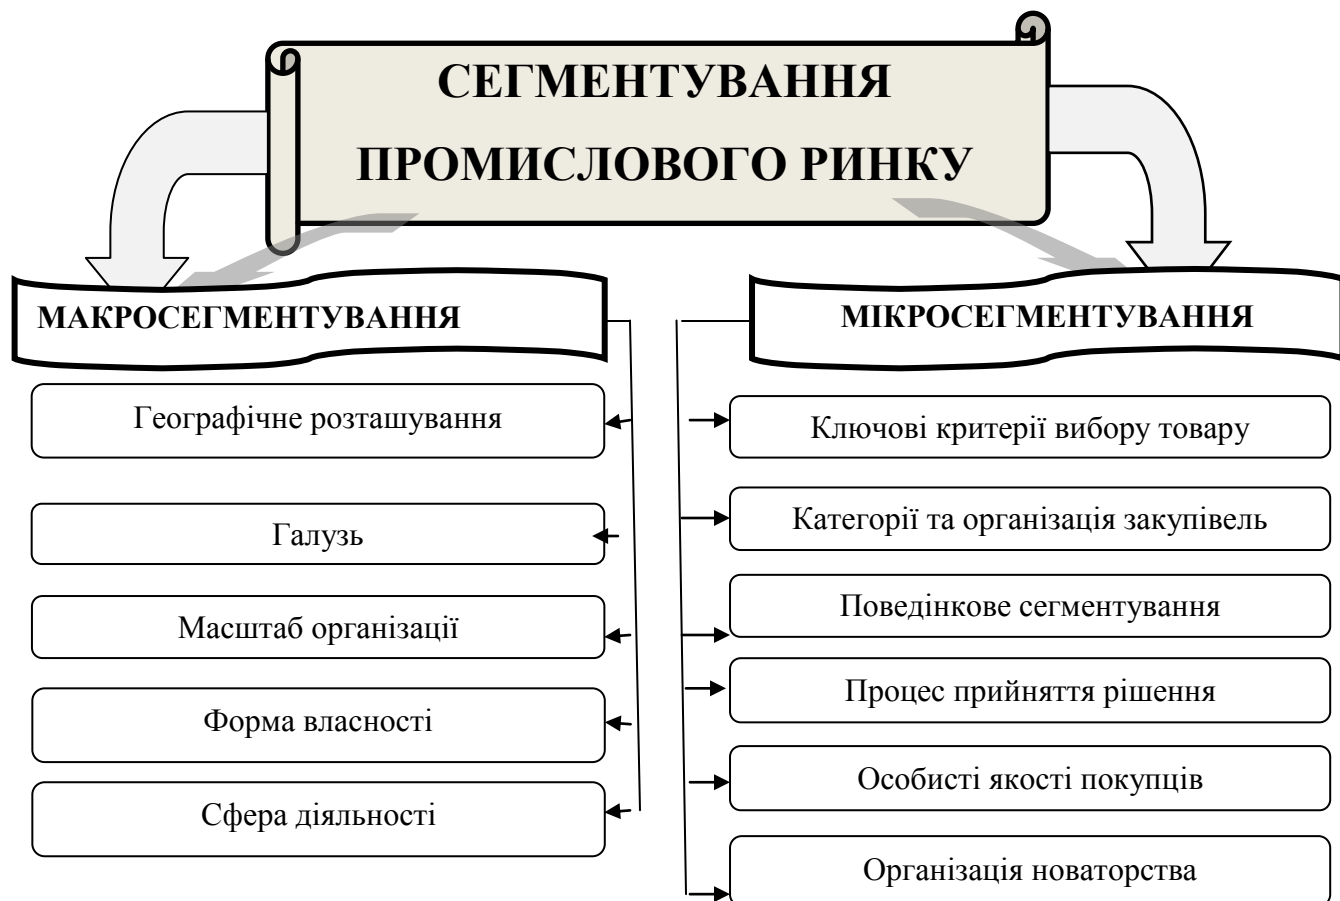 СЕГМЕНТУВАННЯ
ПРОМИСЛОВОГО РИНКУ
МАКРОСЕГМЕНТУВАННЯ
Географічне розташування
Галузь
Масштаб організації
Форма власності
Сфера діяльності
МІКРОСЕГМЕНТУВАННЯ
Ключові критерії вибору товару
Категорії та організація закупівель
Поведінкове сегментування
Процес прийняття рішення
Особисті якості покупців
Організація новаторства